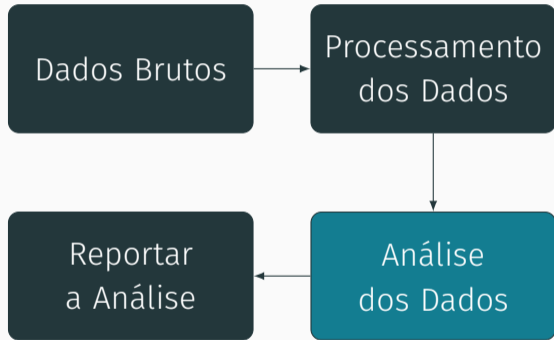 Dados Brutos
Processamento
dos Dados
Análise
dos Dados
Reportar
a Análise